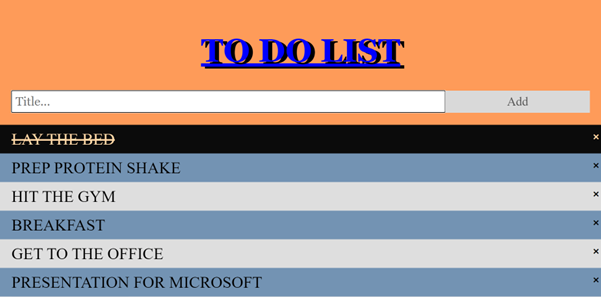 TO DO LIST
Title... Add
LAY THE BED ×
PREP PROTEIN SHAKE ×
HIT THE GYM ×
BREAKFAST ×
GET TO THE OFFICE ×
PRESENTATION FOR MICROSOFT ×